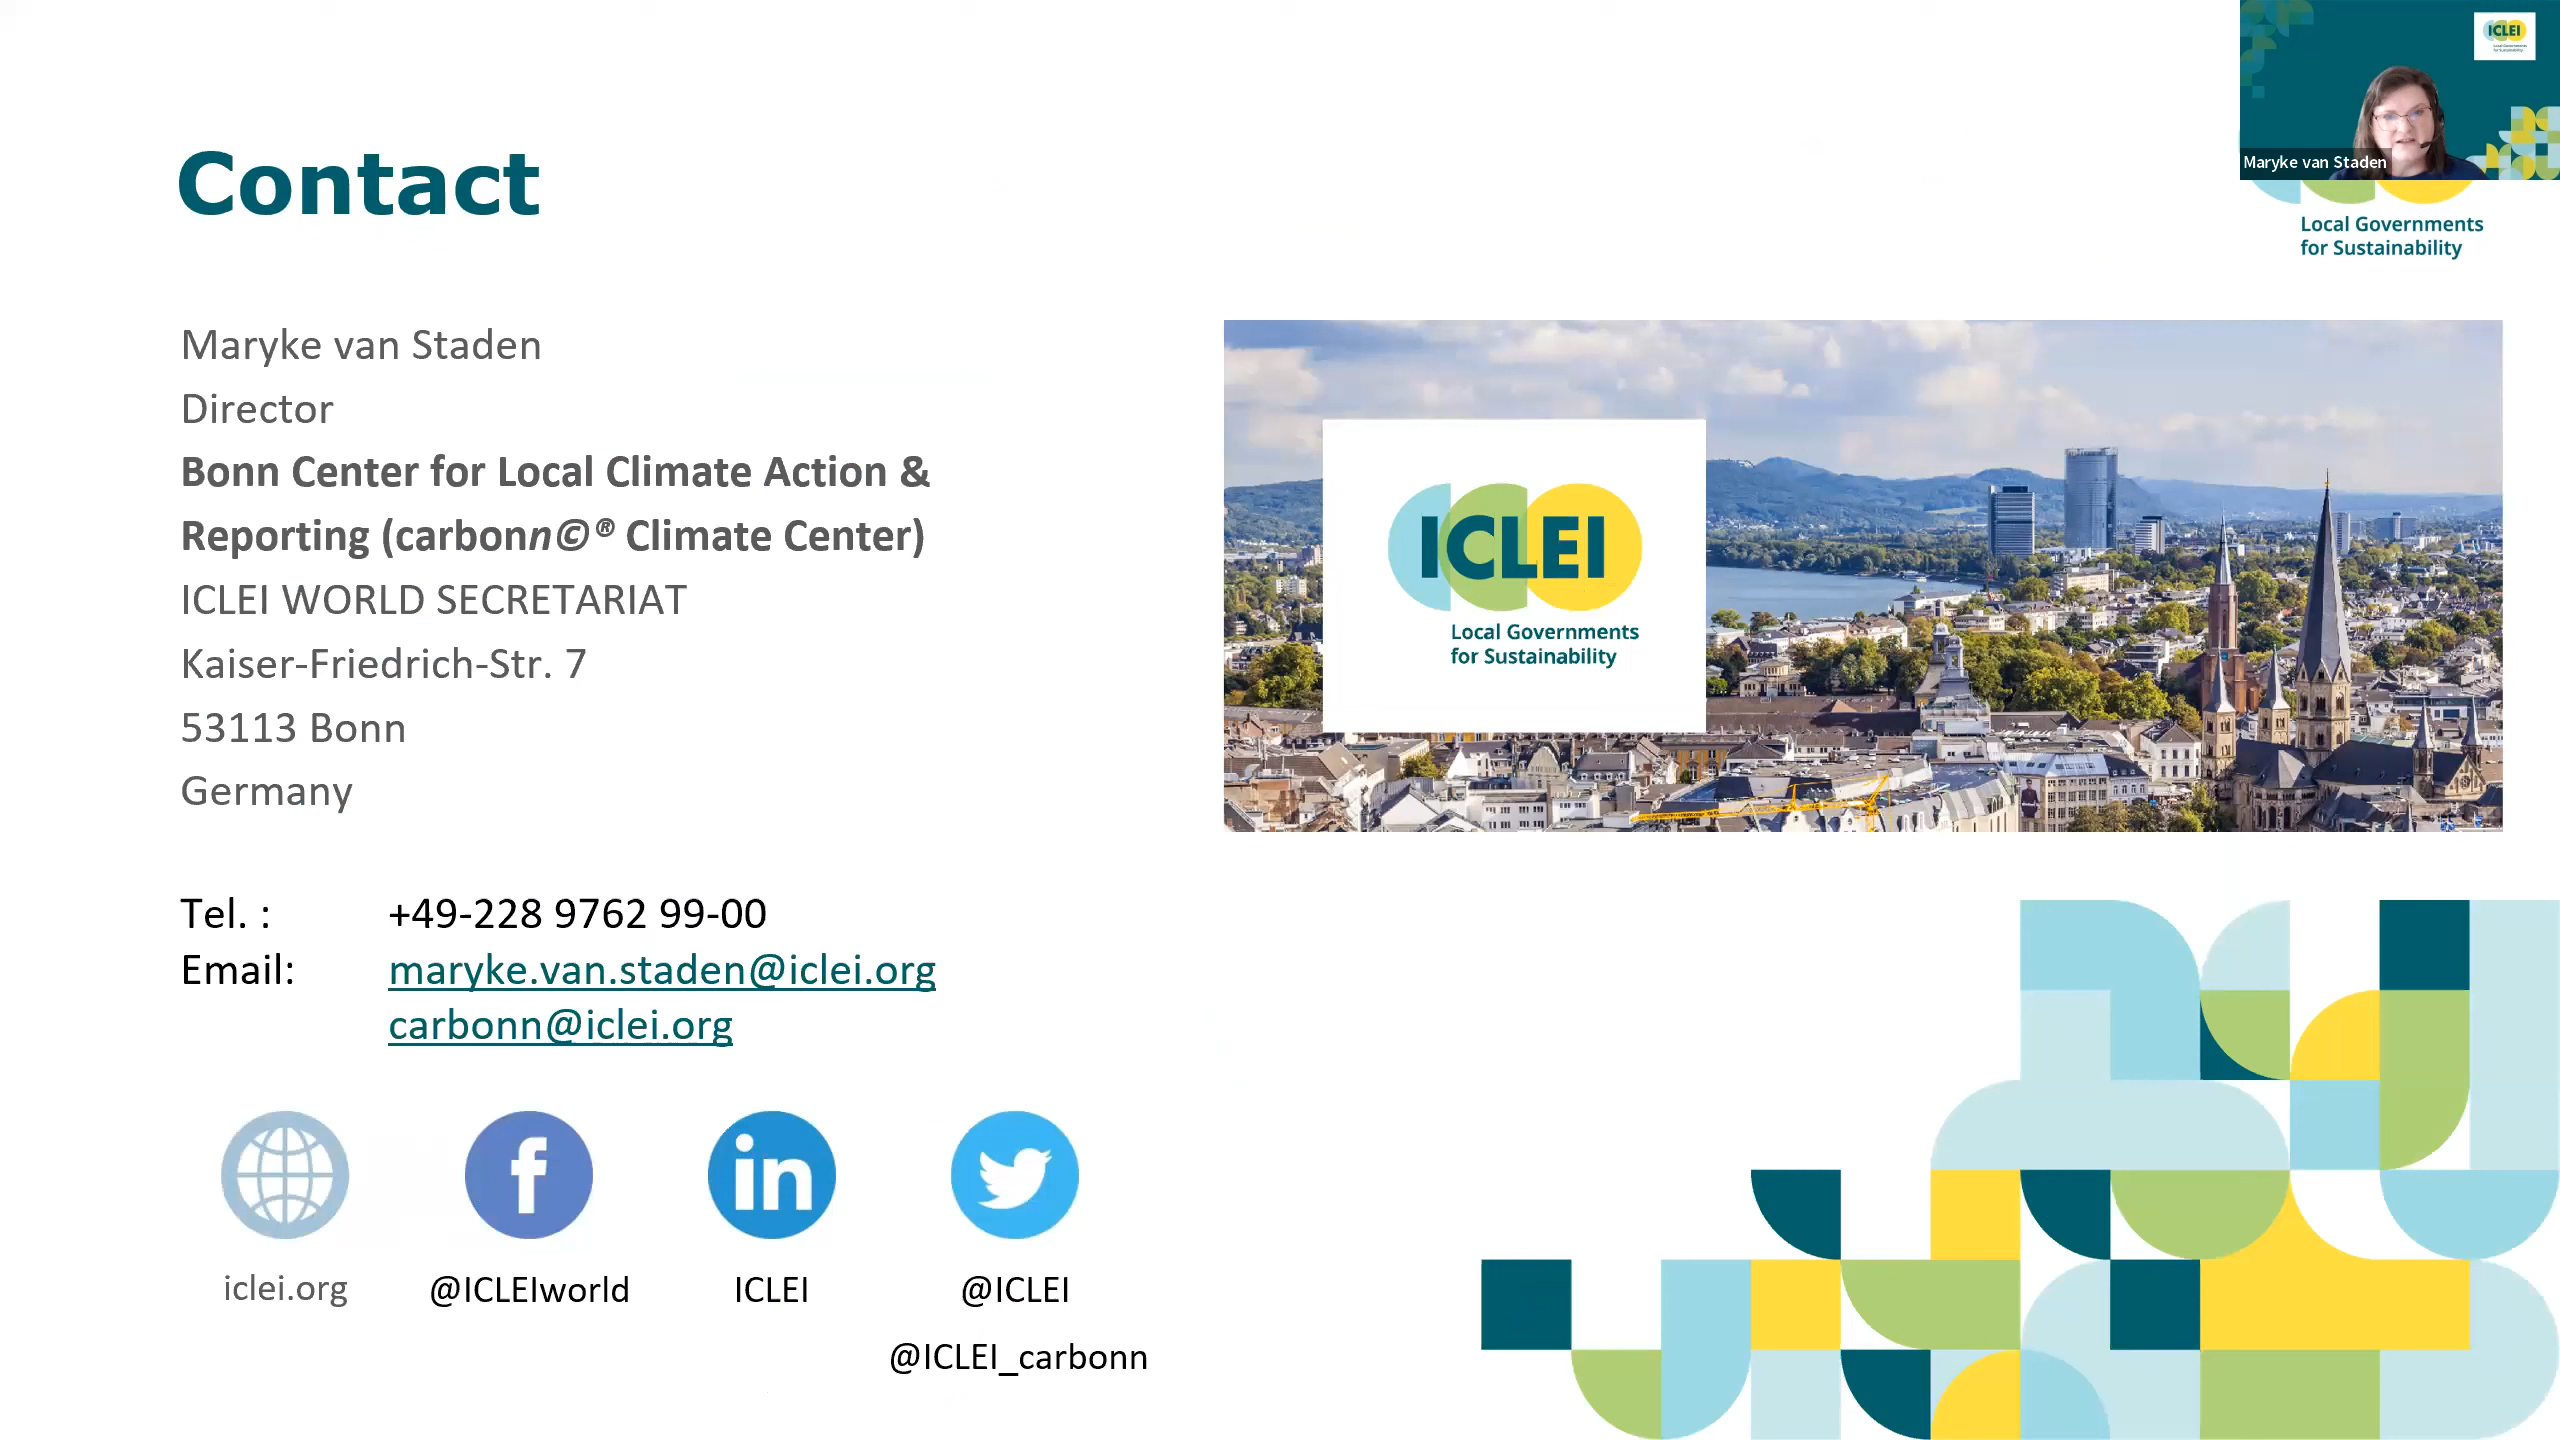 ICLEI
Maryke van Staden
Local Governments
for Sustainability
Contact
Maryke van Staden
Director
Bonn Center for Local Climate Action &
Reporting (carbonn©® Climate Center)
ICLEI WORLD SECRETARIAT
Kaiser-Friedrich-Str. 7
53113 Bonn
Germany
ICLEI
Local Governments
for Sustainability
Tel. : +49-228 9762 99-00
Email: maryke.van.staden@iclei.org
carbonn@iclei.org
f
in
iclei.org
@ICLEIworld
ICLEI
@ICLEI
@ICLEI_carbonn